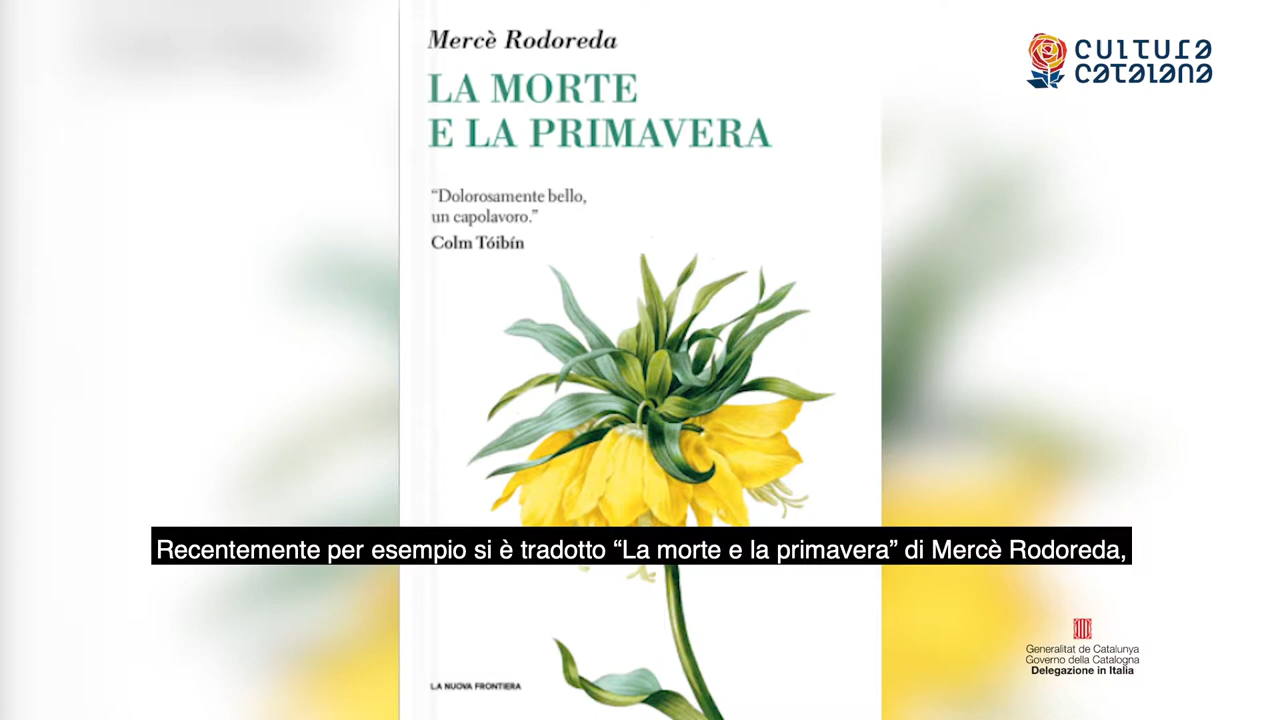 Mercè Rodoreda
LA MORTE
E LA PRIMAVERA
“Dolorosamente bello,
un capolavoro.”
Colm Tóibín
CULTURA
CATALANA
Recentemente per esempio si è tradotto “La morte e la primavera” di Mercè Rodoreda,
Generalitat de Catalunya
Governo della Catalogna
Delegazione in Italia
LA NUOVA FRONTIERA